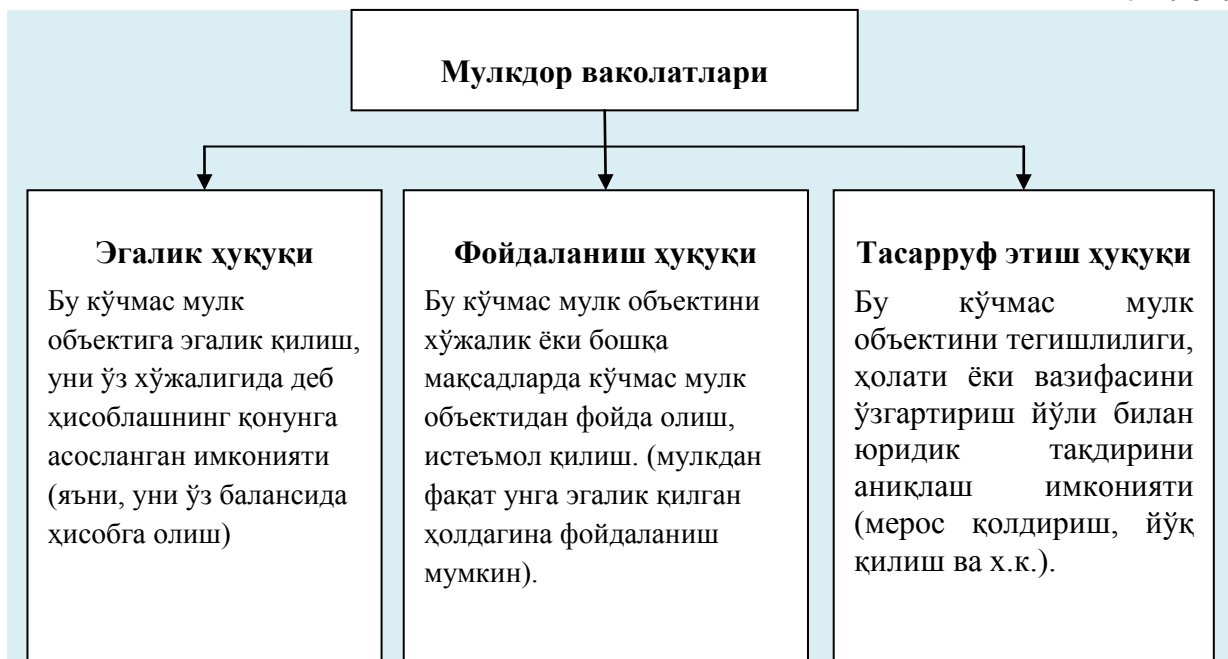 Мулкдор ваколатлари
Эгалик ҳуқуқи
Бу кўчмас мулк
объектига эгалик қилиш,
уни ўз хўжалигида деб
ҳисоблашнинг қонунга
асосланган имконияти
(яъни, уни ўз балансида
ҳисобга олиш)
Фойдаланиш ҳуқуқи
Бу кўчмас мулк объектини
хўжалик ёки бошқа
мақсадларда кўчмас мулк
объектидан фойда олиш,
истеъмол қилиш. (мулкдан
фақат унга эгалик қилган
ҳолдагина фойдаланиш
мумкин).
Тасарруф этиш ҳуқуқи
Бу кўчмас мулк
объектини тегишлилиги,
ҳолати ёки вазифасини
ўзгартириш йўли билан
юридик тақдирини
аниқлаш имконияти
(мерос қолдириш, йўқ
қилиш ва х.к.).